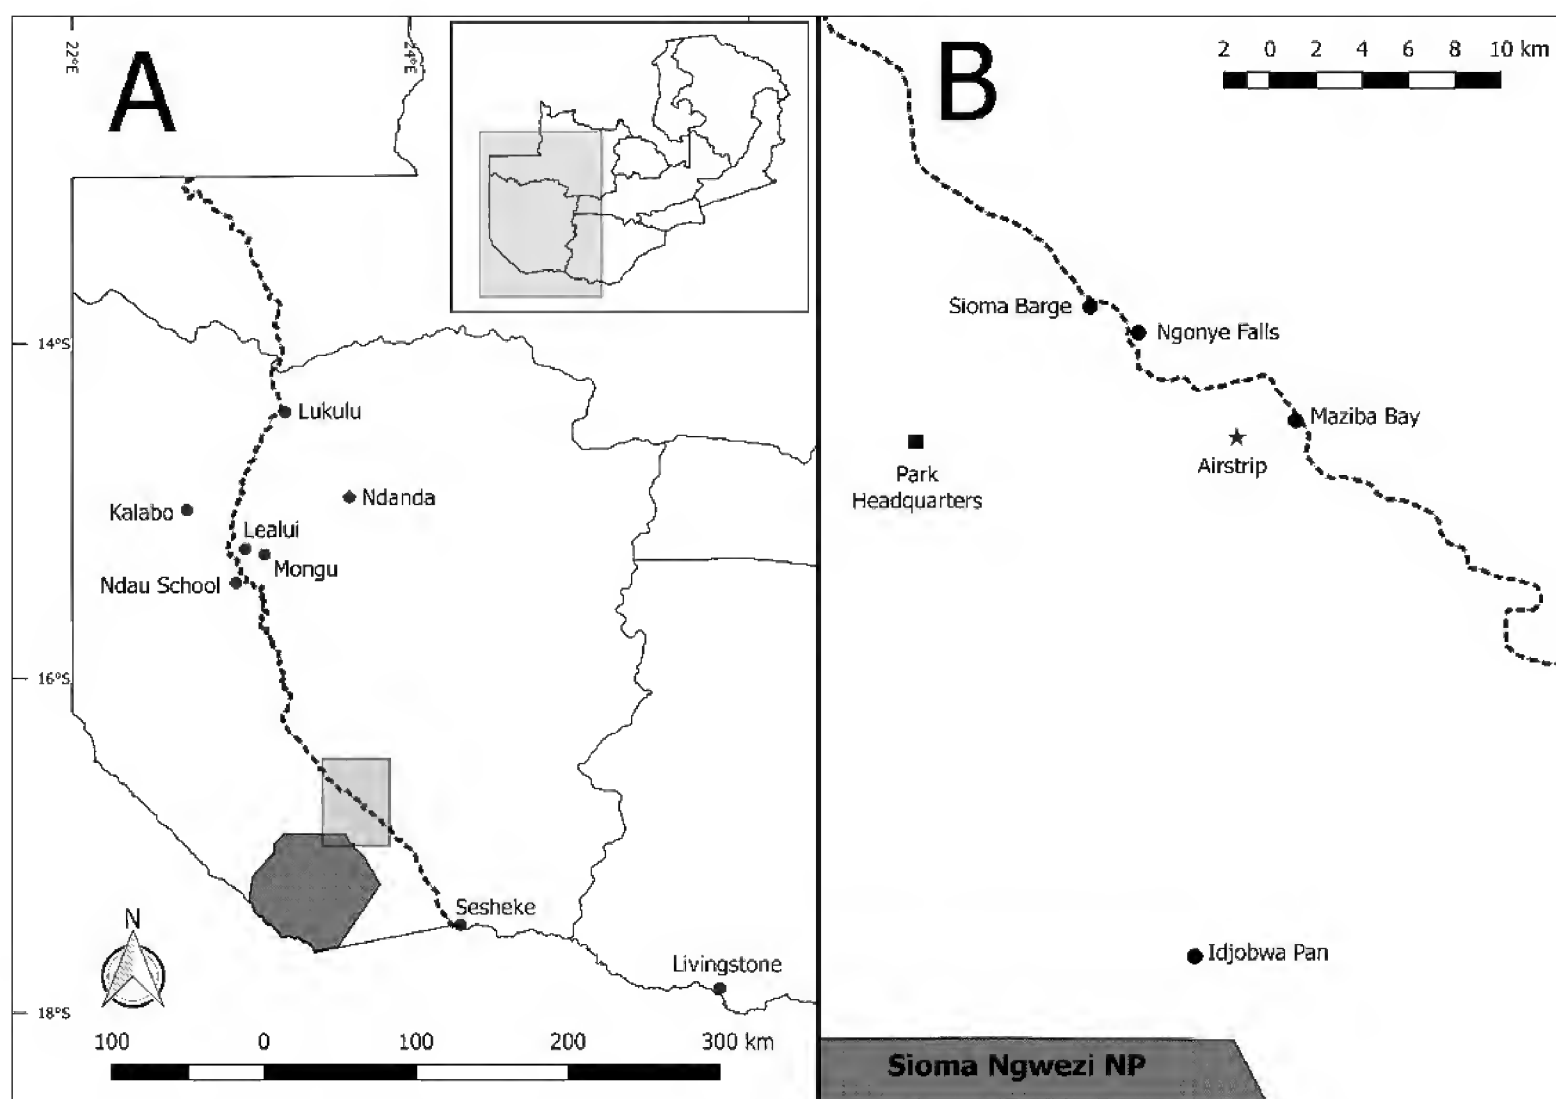 22°E
24°E
A
14°S
Lukulu
Ndanda
Kalabo
Lealui
Mongu
Ndau School
16°S
N
Sesheke
Livingstone
18°S
100 0 100 200 300 km
B
2 0 2 4 6 8 10 km
Sioma Barge
Ngonye Falls
Maziba Bay
Airstrip
Park
Headquarters
Idjobwa Pan
Sioma Ngwezi NP